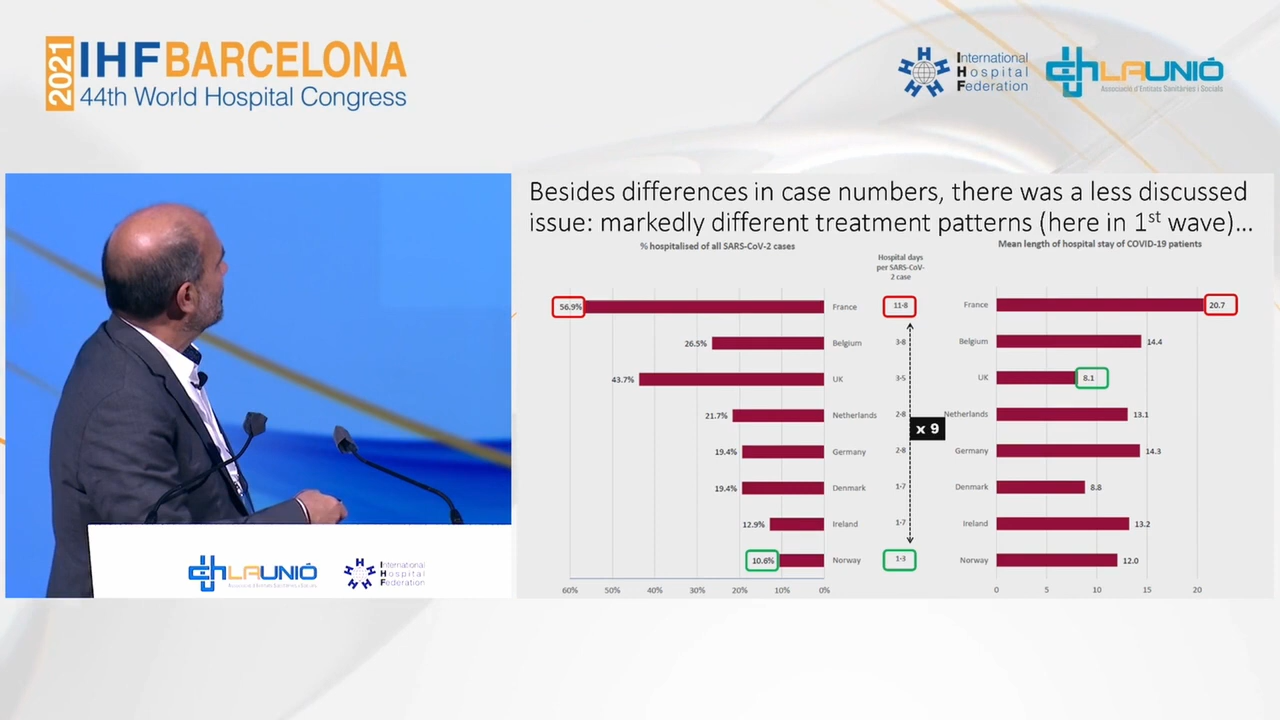 2021
IHF BARCELONA
44th World Hospital Congress
International
Hospital
Federation
LAUNIÓ
Associació d'Entitats Sanitàries i Socials
Besides differences in case numbers, there was a less discussed
issue: markedly different treatment patterns (here in 1st wave)...
% hospitalised of all SARS-CoV-2 cases
Hospital days
per SARS-CoV-
2 case
Mean length of hospital stay of COVID-19 patients
56.9% France 11-8 France 20.7
26.5% Belgium 3-8 Belgium 14.4
43.7% UK 3-5 UK 8.1
21.7% Netherlands 2-8 Netherlands 13.1
x 9
19.4% Germany 2-8 Germany 14.3
19.4% Denmark 1-7 Denmark 8.8
12.9% Ireland 1-7 Ireland 13.2
10.6% Norway 1-3 Norway 12.0
60% 50% 40% 30% 20% 10% 0%
0 5 10 15 20
LAUNIÓ
International
Hospital
Federation